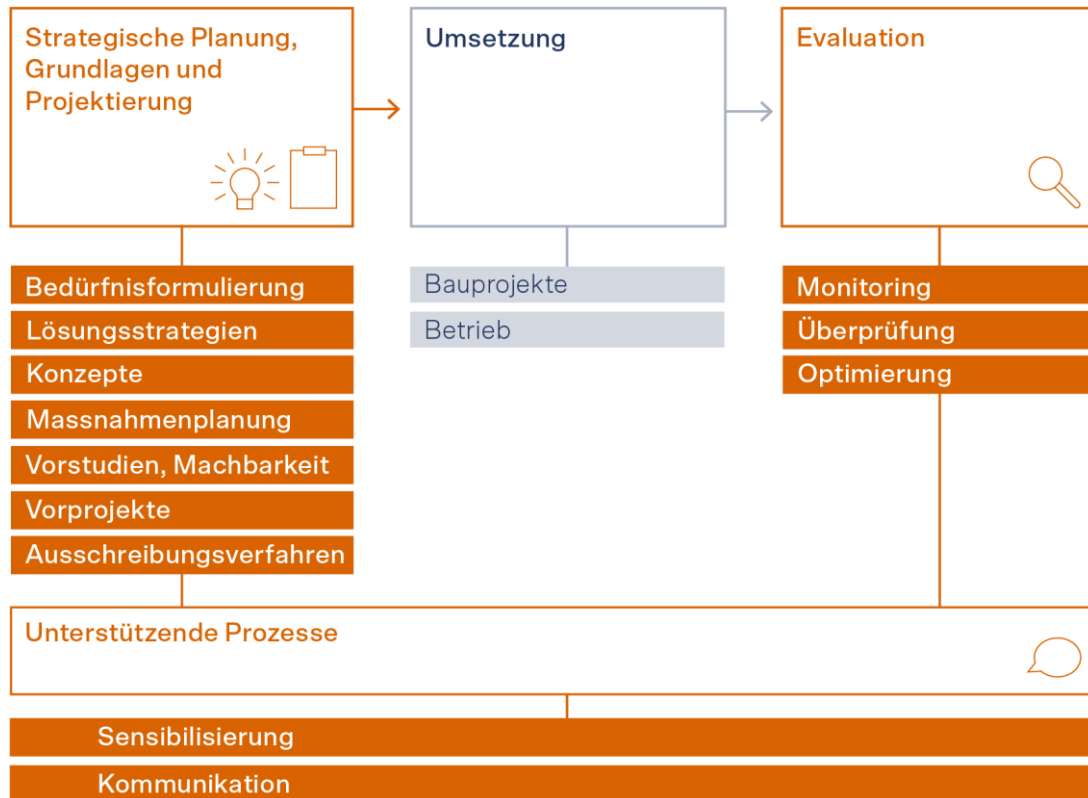 Strategische Planung,
Grundlagen und
Projektierung
Umsetzung
Evaluation
Bedürfnisformulierung
Lösungsstrategien
Konzepte
Massnahmenplanung
Vorstudien, Machbarkeit
Vorprojekte
Ausschreibungsverfahren
Bauprojekte
Betrieb
Monitoring
Überprüfung
Optimierung
Unterstützende Prozesse
Sensibilisierung
Kommunikation